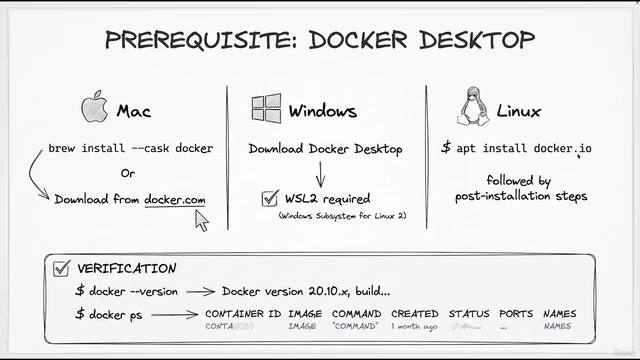 PREREQUISITE: DOCKER DESKTOP
Mac
brew install --cask docker
Or
Download from docker.com
Windows
Download Docker Desktop
WSL2 required
(Windows Subsystem for Linux 2)
Linux
$ apt install docker.io
followed by
post-installation steps
VERIFICATION
$ docker --version Docker version 20.10.x, build...
$ docker ps CONTAINER ID IMAGE COMMAND CREATED STATUS PORTS NAMES
IMAGE "COMMAND" 1 month ago ... NAMES